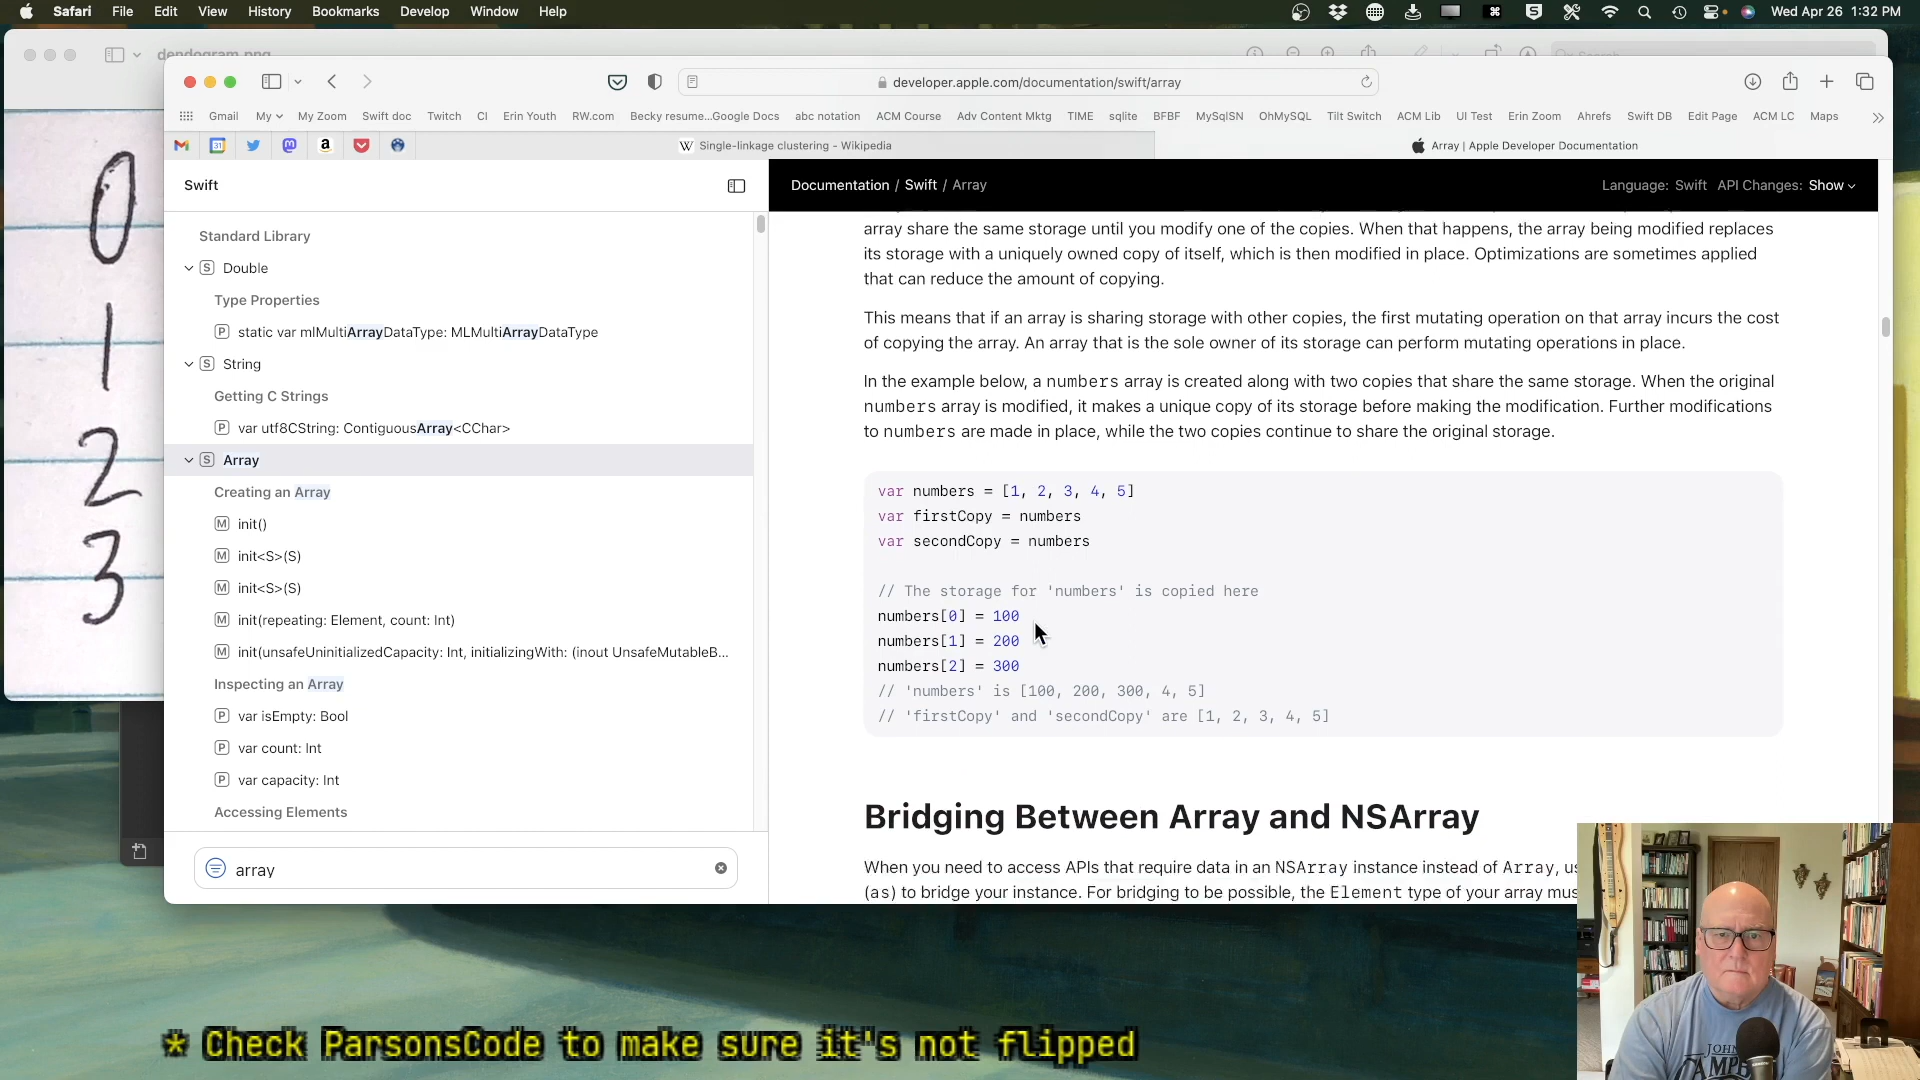 Safari File Edit View History Bookmarks Develop Window Help
Wed Apr 26 1:32 PM
dendogram.png
Search
developer.apple.com/documentation/swift/array
Gmail My My Zoom Swift doc Twitch CI Erin Youth RW.com Becky resume...Google Docs abc notation ACM Course Adv Content Mktg TIME sqlite BFBF MySqlSN OhMySQL Tilt Switch ACM Lib UI Test Erin Zoom Ahrefs Swift DB Edit Page ACM LC Maps
Single-linkage clustering - Wikipedia
Array | Apple Developer Documentation
0
1
2
3
Swift
Standard Library
Double
Type Properties
static var mlMultiArrayDataType: MLMultiArrayDataType
String
Getting C Strings
var utf8CString: ContiguousArray<CChar>
Array
Creating an Array
init()
init<S>(S)
init<S>(S)
init(repeating: Element, count: Int)
init(unsafeUninitializedCapacity: Int, initializingWith: (inout UnsafeMutableB...
Inspecting an Array
var isEmpty: Bool
var count: Int
var capacity: Int
Accessing Elements
array
Documentation / Swift / Array
Language: Swift API Changes: Show
array share the same storage until you modify one of the copies. When that happens, the array being modified replaces
its storage with a uniquely owned copy of itself, which is then modified in place. Optimizations are sometimes applied
that can reduce the amount of copying.
This means that if an array is sharing storage with other copies, the first mutating operation on that array incurs the cost
of copying the array. An array that is the sole owner of its storage can perform mutating operations in place.
In the example below, a numbers array is created along with two copies that share the same storage. When the original
numbers array is modified, it makes a unique copy of its storage before making the modification. Further modifications
to numbers are made in place, while the two copies continue to share the original storage.
var numbers = [1, 2, 3, 4, 5]
var firstCopy = numbers
var secondCopy = numbers
// The storage for 'numbers' is copied here
numbers[0] = 100
numbers[1] = 200
numbers[2] = 300
// 'numbers' is [100, 200, 300, 4, 5]
// 'firstCopy' and 'secondCopy' are [1, 2, 3, 4, 5]
Bridging Between Array and NSArray
When you need to access APIs that require data in an NSArray instance instead of Array, us
(as) to bridge your instance. For bridging to be possible, the Element type of your array mus
* Check ParsonsCode to make sure it's not flipped